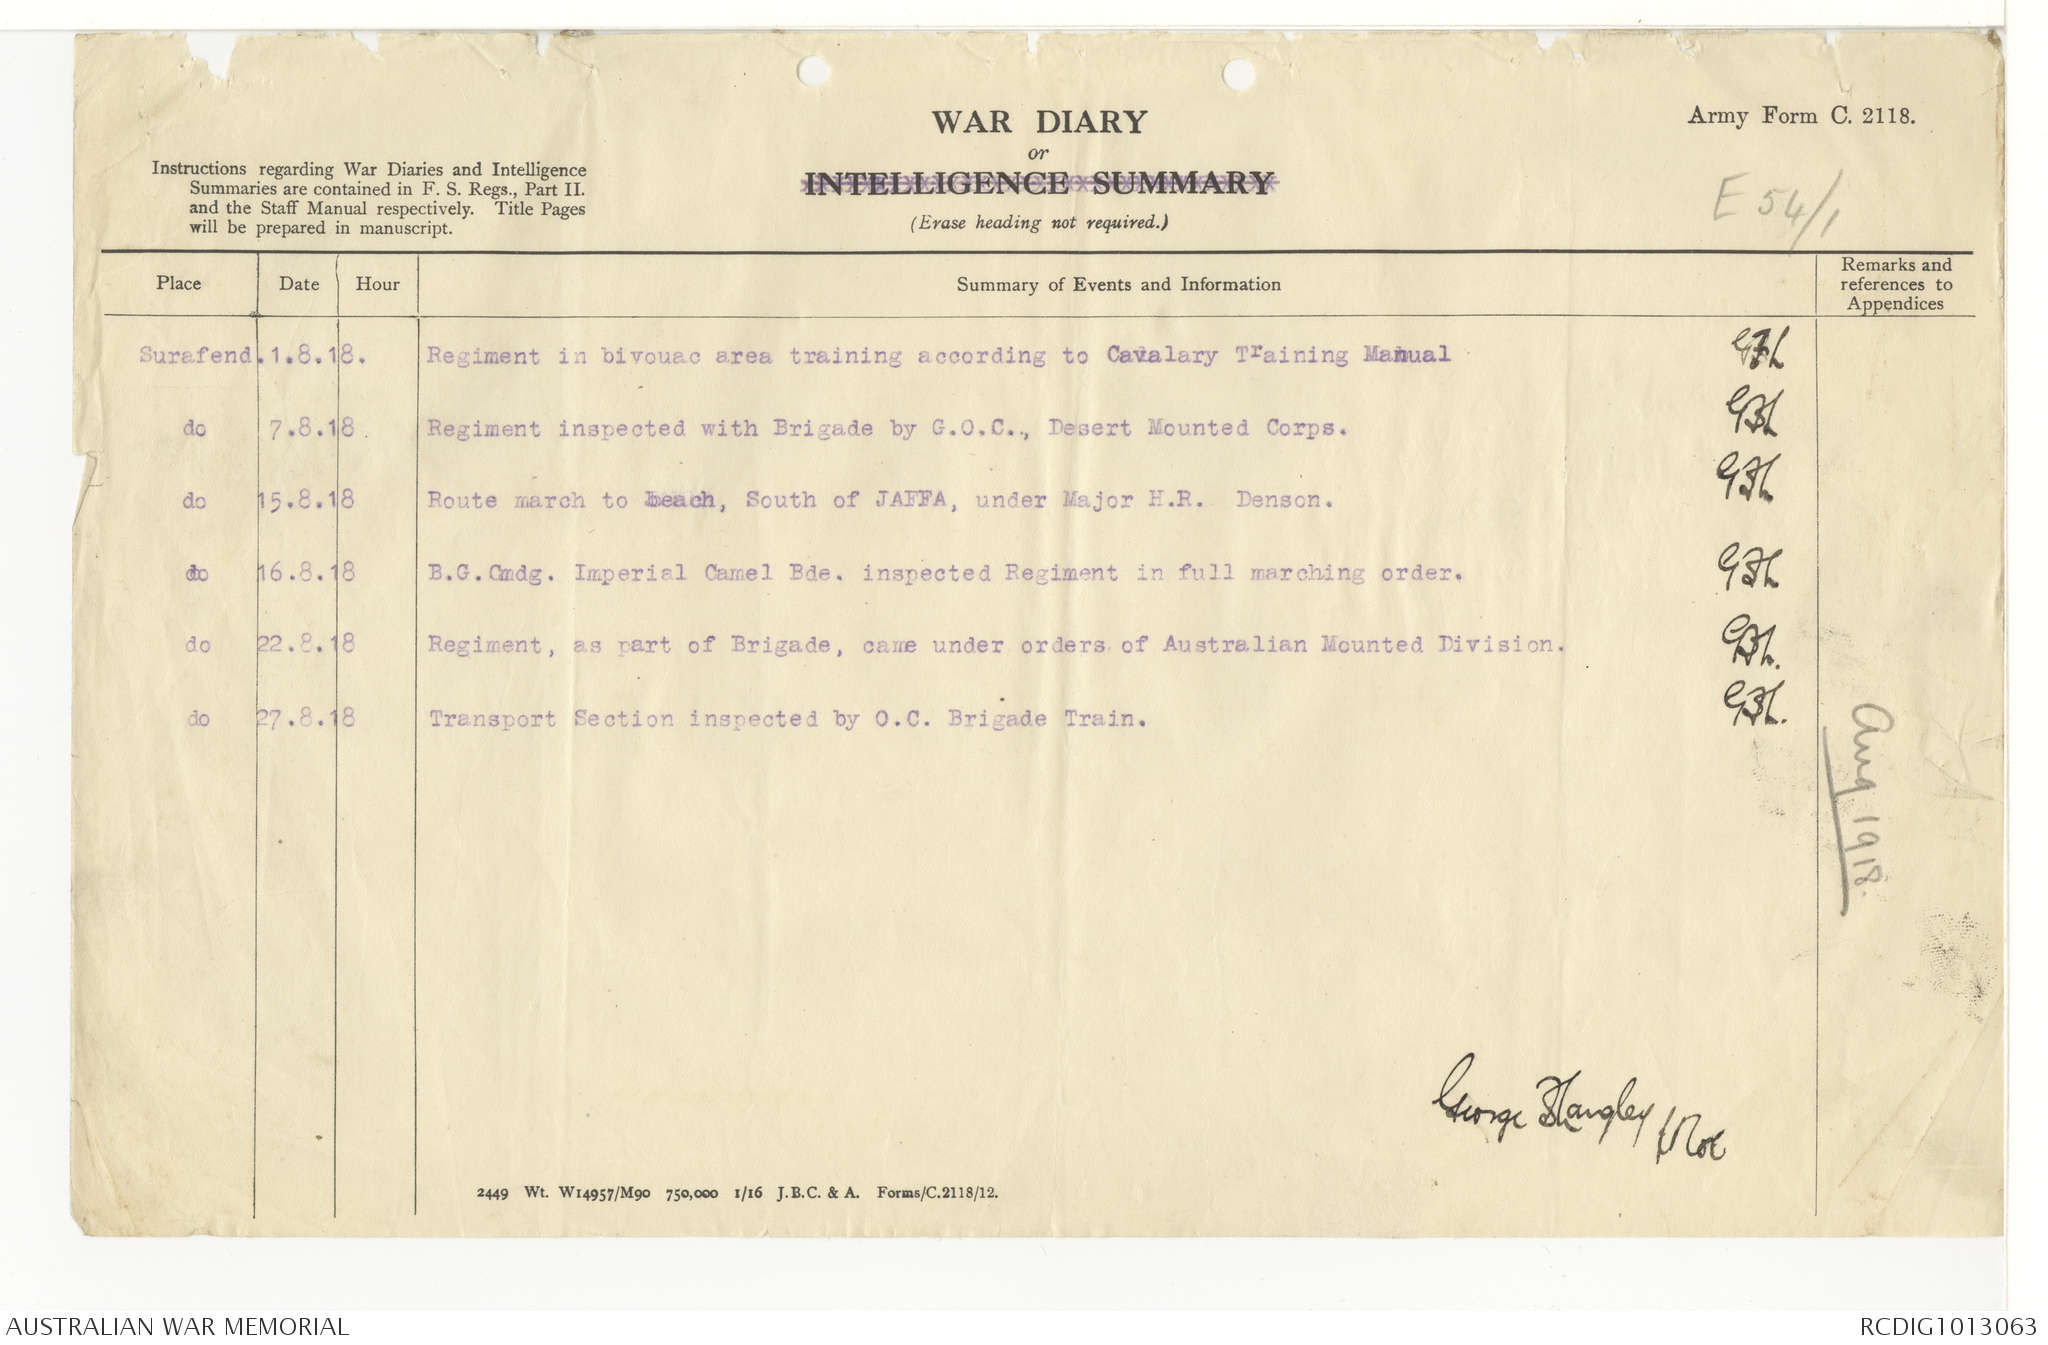 WAR DIARY
or
INTELLIGENCE SUMMARY
(Erase heading not required.)
Army Form C. 2118.
Instructions regarding War Diaries and Intelligence
Summaries are contained in F. S. Regs., Part II.
and the Staff Manual respectively. Title Pages
will be prepared in manuscript.
E 54/1
Place Date Hour Summary of Events and Information Remarks and references to Appendices
Surafend. 1.8.18. Regiment in bivouac area training according to Cavalary Training Manual GFL
do 7.8.18. Regiment inspected with Brigade by G.O.C., Desert Mounted Corps. GFL
do 15.8.18 Route march to beach, South of JAFFA, under Major H.R. Denson. GFL
do 16.8.18 B.G.Cmdg. Imperial Camel Bde. inspected Regiment in full marching order. GFL
do 22.8.18 Regiment, as part of Brigade, came under orders of Australian Mounted Division. GFL.
do 27.8.18 Transport Section inspected by O.C. Brigade Train. GFL.
Aug 1918.
George F Langley
2449 Wt. W14957/M90 750,000 1/16 J.B.C. & A. Forms/C.2118/12.
AUSTRALIAN WAR MEMORIAL
RCDIG1013063